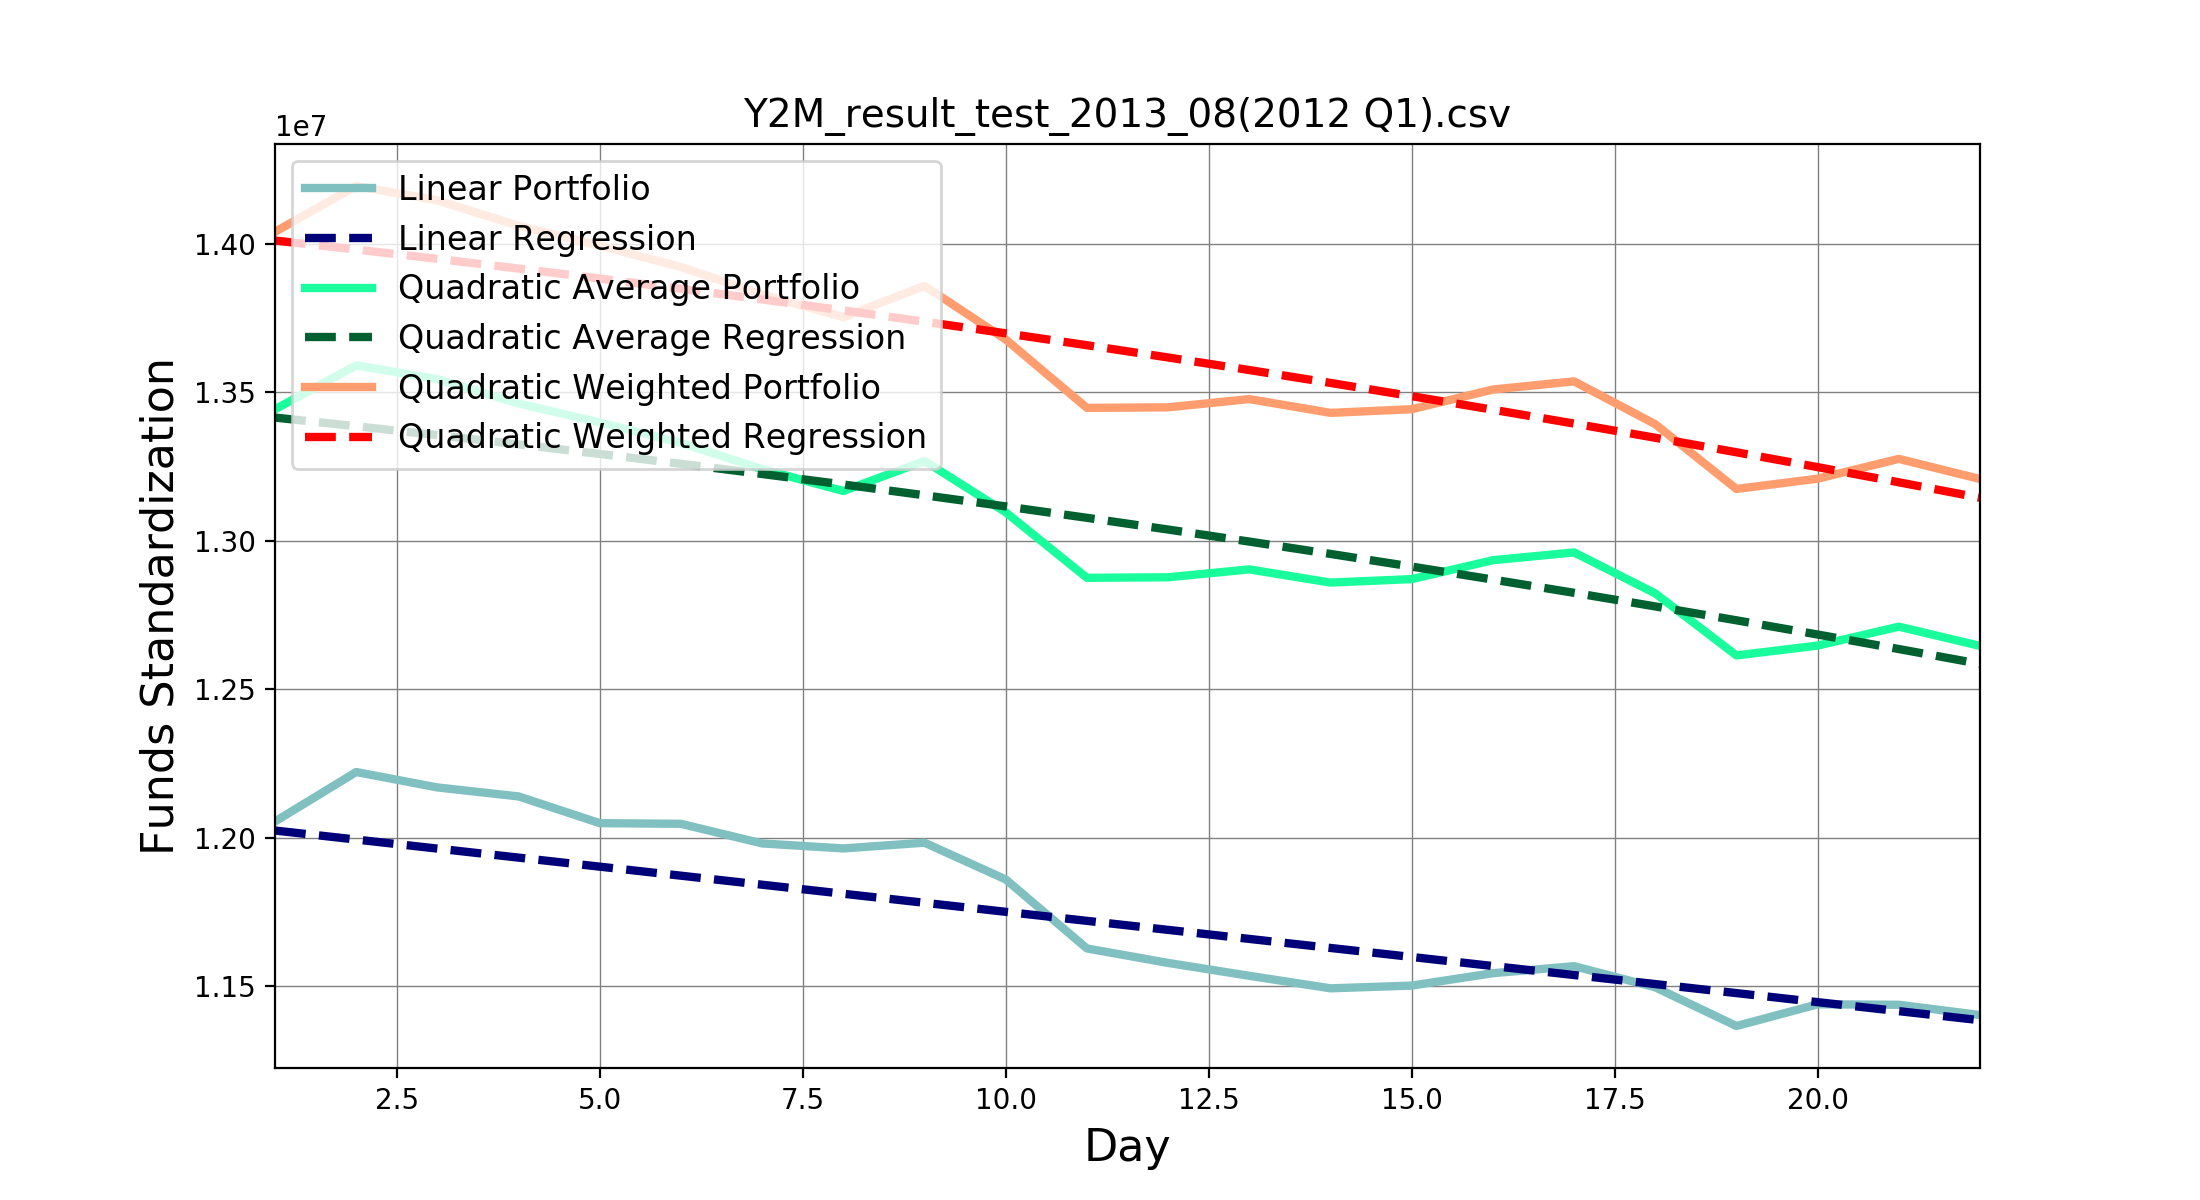 Y2M_result_test_2013_08(2012 Q1).csv
1e7
Linear Portfolio
Linear Regression
Quadratic Average Portfolio
Quadratic Average Regression
Quadratic Weighted Portfolio
Quadratic Weighted Regression
1.40
1.35
1.30
1.25
1.20
1.15
Funds Standardization
2.5 5.0 7.5 10.0 12.5 15.0 17.5 20.0
Day